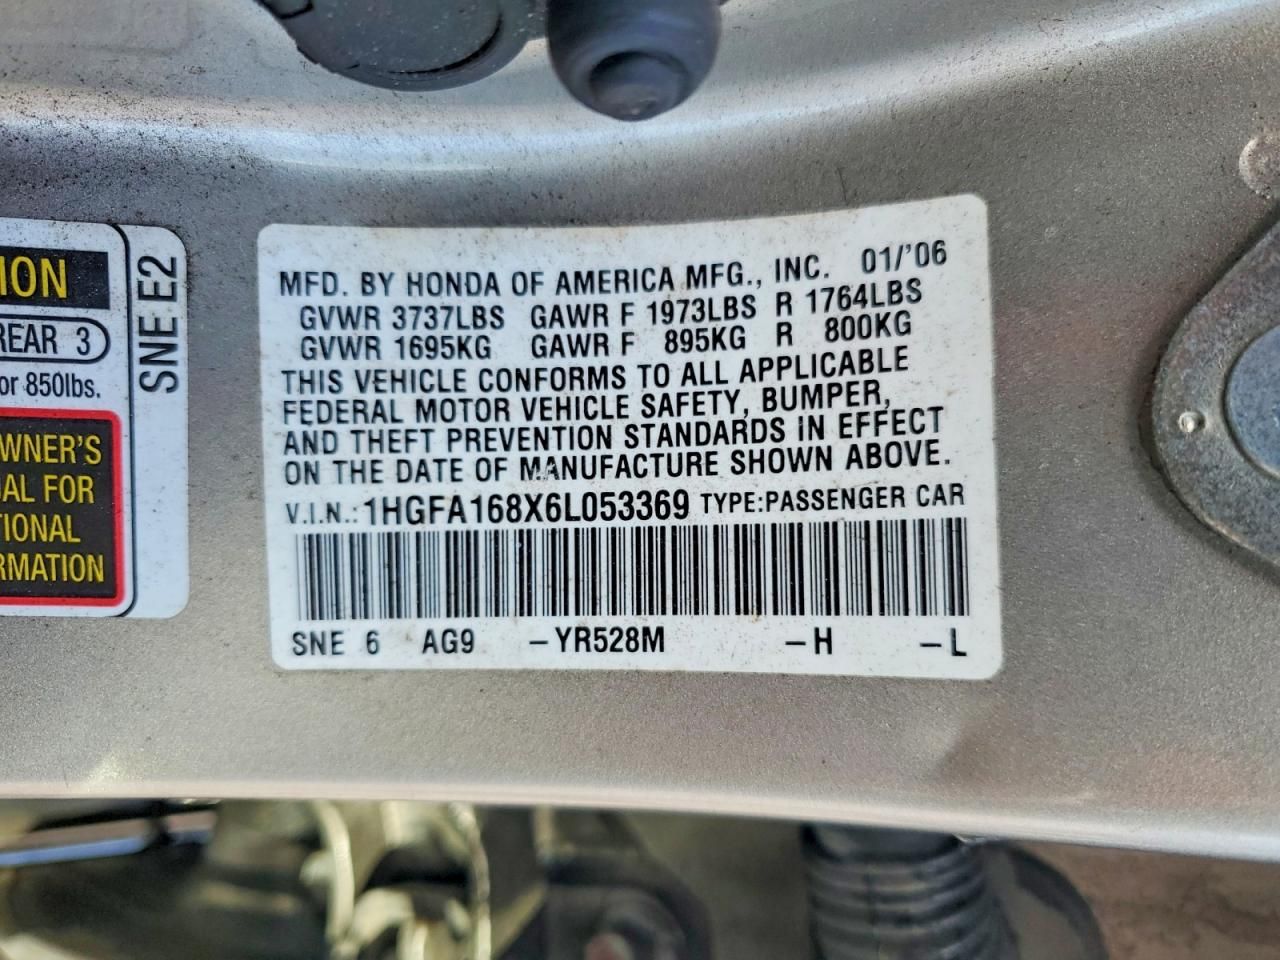 ION
REAR 3
or 850lbs.
WNER'S
AL FOR
TIONAL
RMATION
SNE E2
MFD. BY HONDA OF AMERICA MFG., INC. 01/'06
GVWR 3737LBS GAWR F 1973LBS R 1764LBS
GVWR 1695KG GAWR F 895KG R 800KG
THIS VEHICLE CONFORMS TO ALL APPLICABLE
FEDERAL MOTOR VEHICLE SAFETY, BUMPER,
AND THEFT PREVENTION STANDARDS IN EFFECT
ON THE DATE OF MANUFACTURE SHOWN ABOVE.
V.I.N.: 1HGFA168X6L053369 TYPE:PASSENGER CAR
SNE 6 AG9 –YR528M –H –L